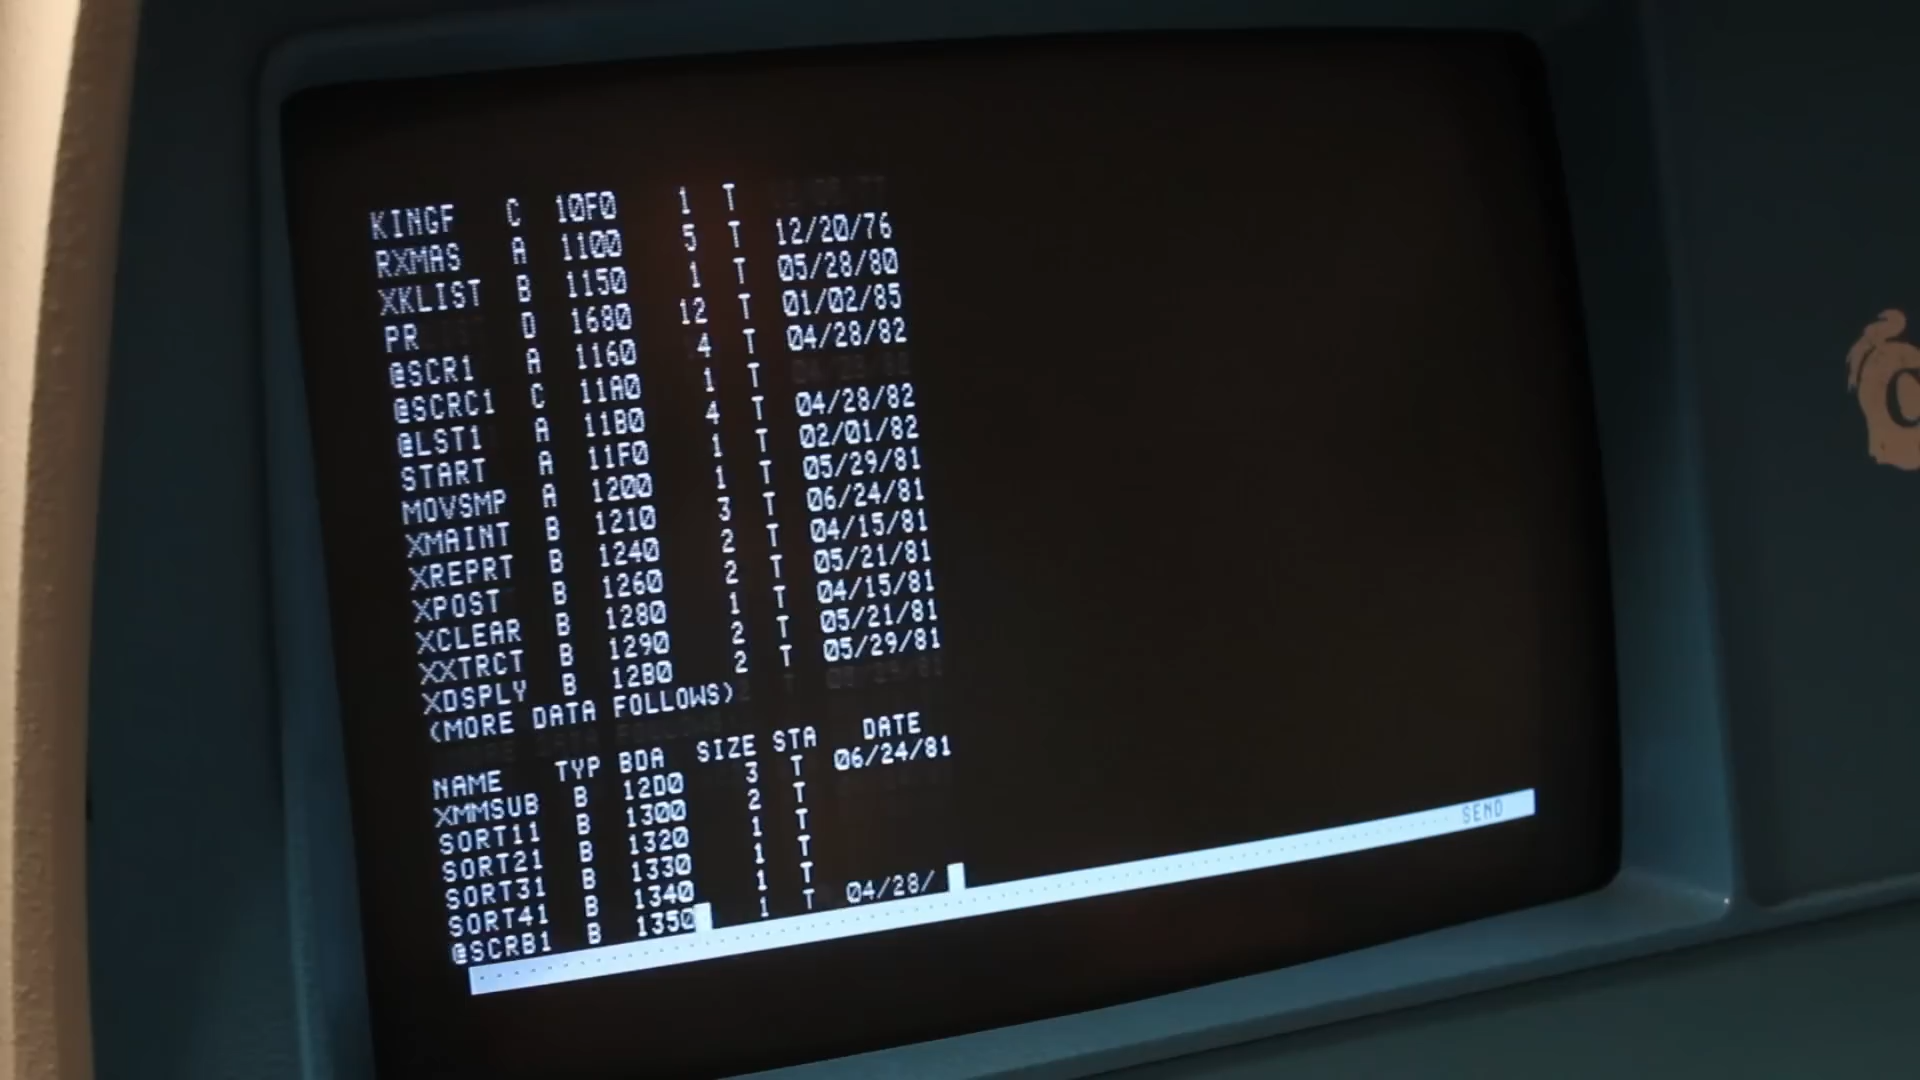 KINGF C 10F0 1 T
RXMAS A 1100 5 T 12/20/76
XKLIST B 1150 1 T 05/28/80
PR D 1680 12 T 01/02/85
@SCR1 A 1160 4 T 04/28/82
@SCRC1 C 11A0 1 T
@LST1 A 11B0 4 T 04/28/82
START A 11F0 1 T 02/01/82
MOVSMP A 1200 1 T 05/29/81
XMAINT B 1210 3 T 06/24/81
XREPRT B 1240 2 T 04/15/81
XPOST B 1260 2 T 05/21/81
XCLEAR B 1280 1 T 04/15/81
XXTRCT B 1290 2 T 05/21/81
XDSPLY B 12B0 2 T 05/29/81
(MORE DATA FOLLOWS)
NAME TYP BDA SIZE STA DATE
XMMSUB B 12D0 3 T 06/24/81
SORT11 B 1300 2 T
SORT21 B 1320 1 T
SORT31 B 1330 1 T
SORT41 B 1340 1 T
@SCRB1 B 1350 1 T 04/28/
SEND